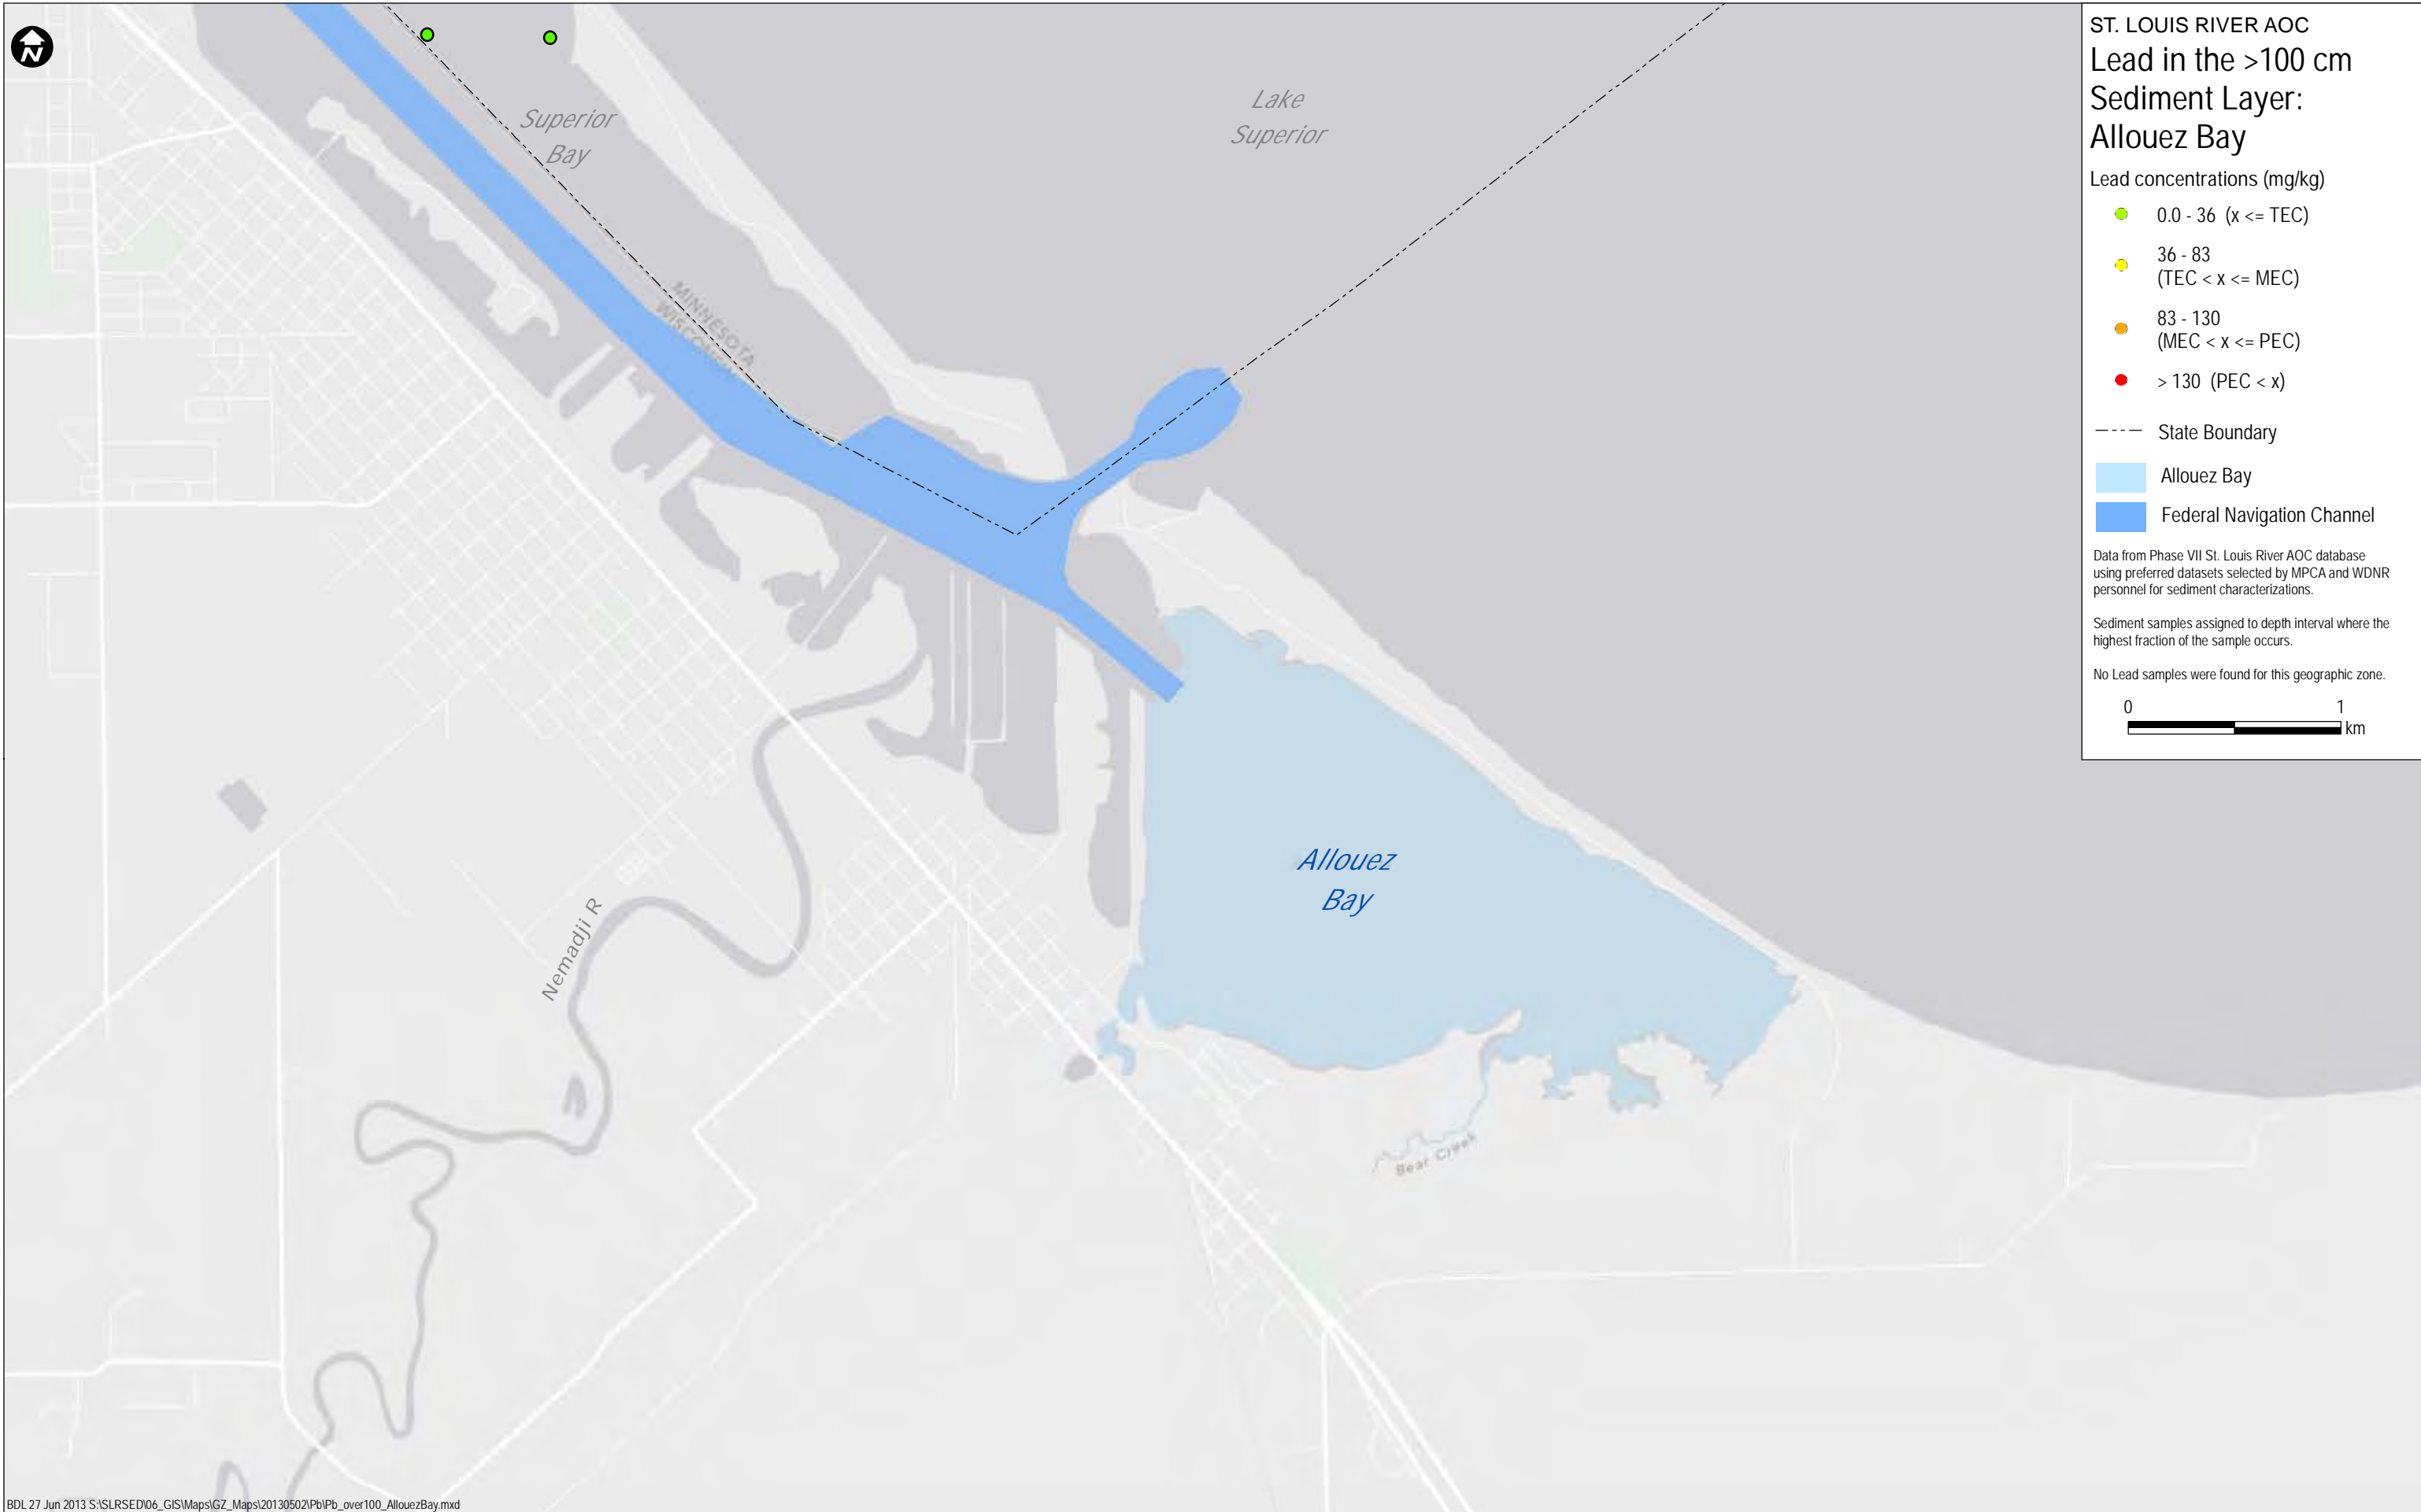 N
Superior
Bay
Lake
Superior
MINNESOTA
Nemadji R
Allouez
Bay
Bear Creek
ST. LOUIS RIVER AOC
Lead in the >100 cm
Sediment Layer:
Allouez Bay
Lead concentrations (mg/kg)
0.0 - 36 (x <= TEC)
36 - 83
(TEC < x <= MEC)
83 - 130
(MEC < x <= PEC)
> 130 (PEC < x)
State Boundary
Allouez Bay
Federal Navigation Channel
Data from Phase VII St. Louis River AOC database
using preferred datasets selected by MPCA and WDNR
personnel for sediment characterizations.
Sediment samples assigned to depth interval where the
highest fraction of the sample occurs.
No Lead samples were found for this geographic zone.
0 1
km
BDL 27 Jun 2013 S:\SLRSED\06_GIS\Maps\GZ_Maps\20130502\Pb\Pb_over100_AllouezBay.mxd